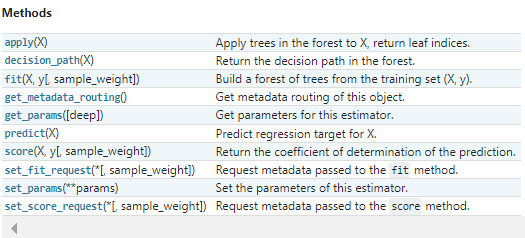 Methods
apply(X) Apply trees in the forest to X, return leaf indices.
decision_path(X) Return the decision path in the forest.
fit(X, y[, sample_weight]) Build a forest of trees from the training set (X, y).
get_metadata_routing() Get metadata routing of this object.
get_params([deep]) Get parameters for this estimator.
predict(X) Predict regression target for X.
score(X, y[, sample_weight]) Return the coefficient of determination of the prediction.
set_fit_request(*[, sample_weight]) Request metadata passed to the fit method.
set_params(**params) Set the parameters of this estimator.
set_score_request(*[, sample_weight]) Request metadata passed to the score method.